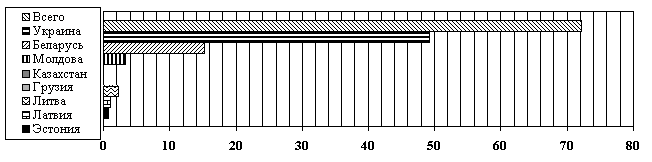 Всего
Украина
Беларусь
Молдова
Казахстан
Грузия
Литва
Латвия
Эстония
0 10 20 30 40 50 60 70 80